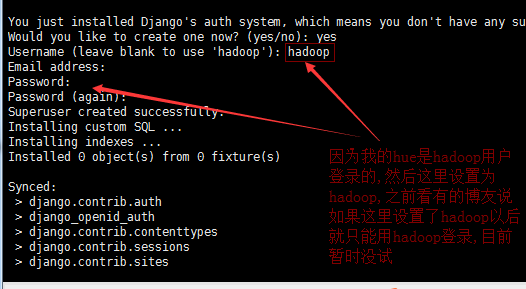 You just installed Django's auth system, which means you don't have any su
Would you like to create one now? (yes/no): yes
Username (leave blank to use 'hadoop'): hadoop
Email address:
Password:
Password (again):
Superuser created successfully.
Installing custom SQL ...
Installing indexes ...
Installed 0 object(s) from 0 fixture(s)
因为我的hue是hadoop用户
登录的,然后这里设置为
hadoop,之前看有的博友说
如果这里设置了hadoop以后
就只能用hadoop登录,目前
暂时没试
Synced:
> django.contrib.auth
> django_openid_auth
> django.contrib.contenttypes
> django.contrib.sessions
> django.contrib.sites